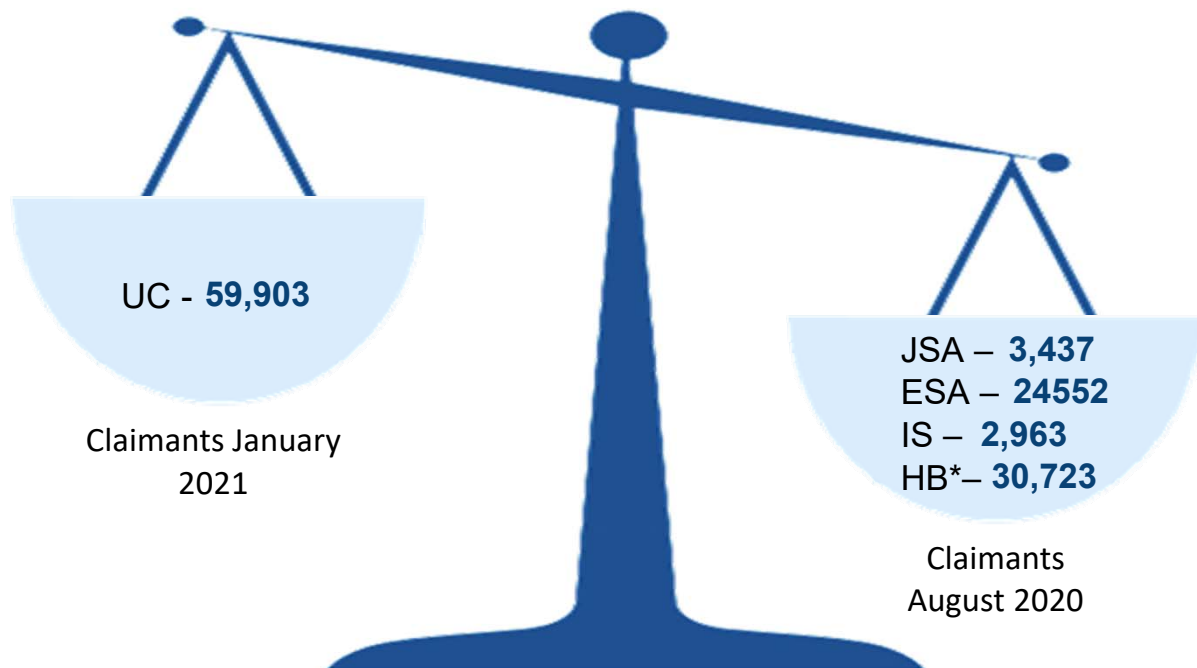 UC - 59,903
Claimants January
2021
JSA – 3,437
ESA – 24552
IS – 2,963
HB*– 30,723
Claimants
August 2020